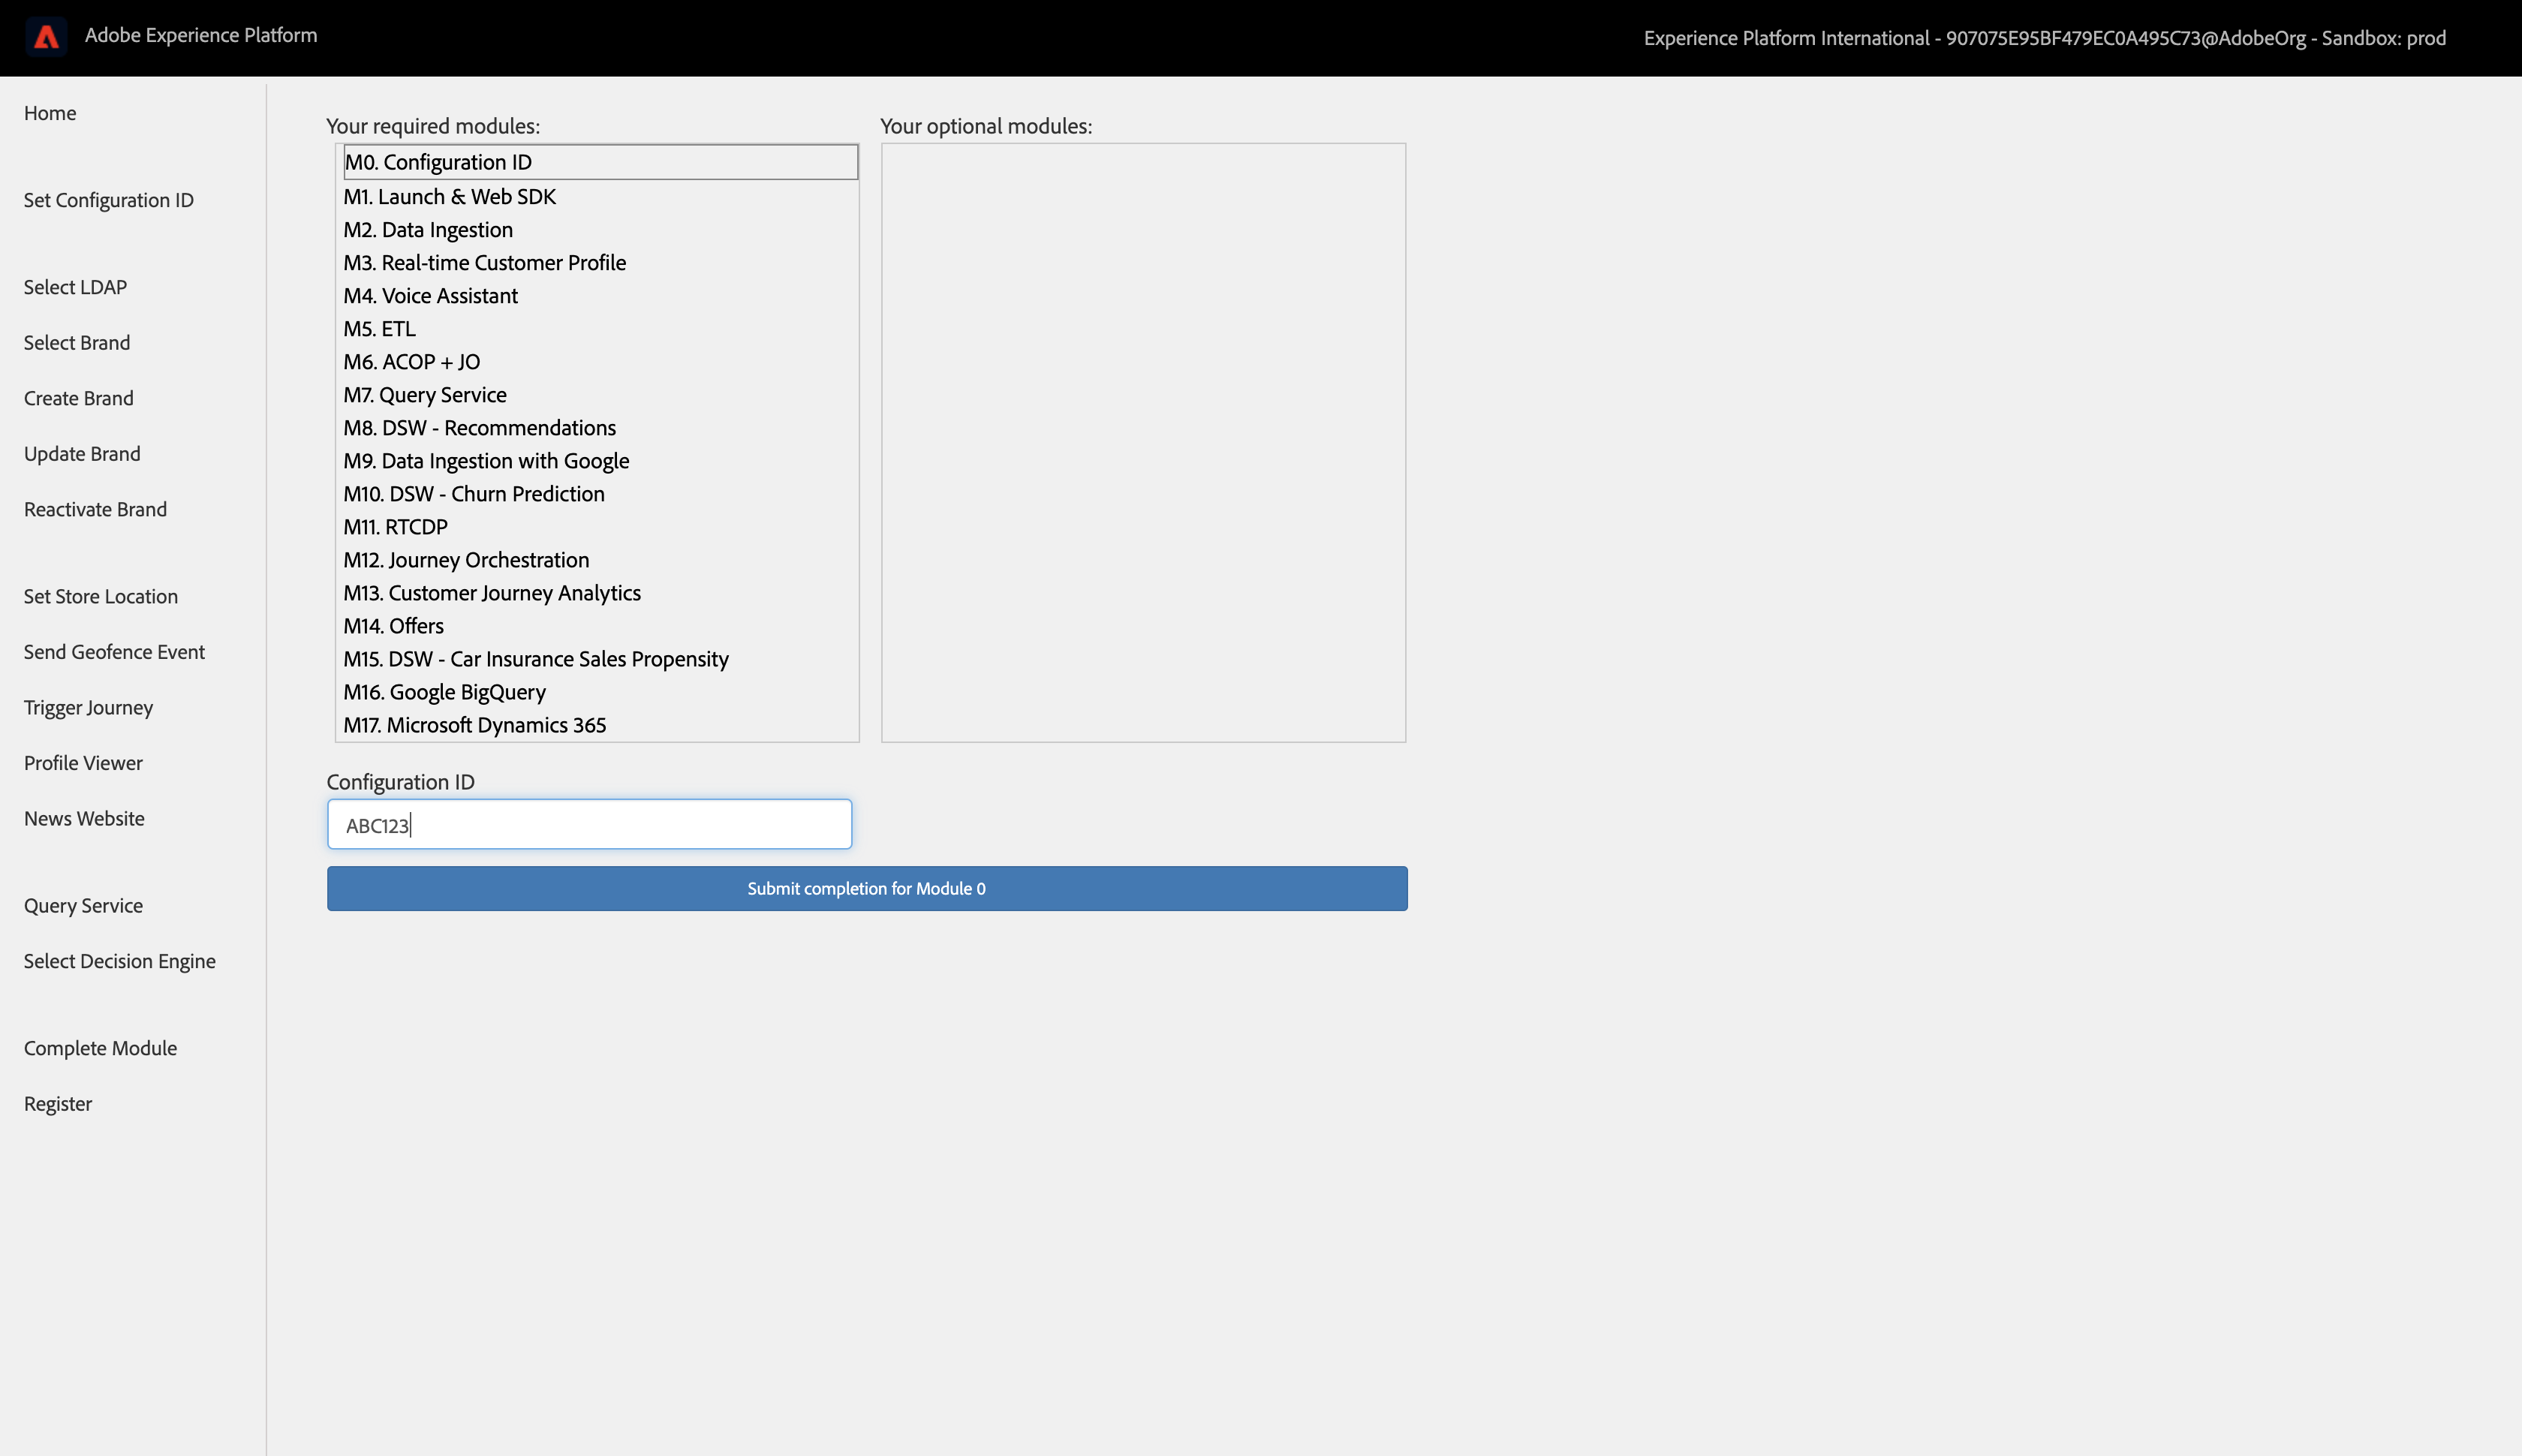 Adobe Experience Platform
Experience Platform International - 907075E95BF479EC0A495C73@AdobeOrg - Sandbox: prod
Home
Set Configuration ID
Select LDAP
Select Brand
Create Brand
Update Brand
Reactivate Brand
Set Store Location
Send Geofence Event
Trigger Journey
Profile Viewer
News Website
Query Service
Select Decision Engine
Complete Module
Register
Your required modules:
M0. Configuration ID
M1. Launch & Web SDK
M2. Data Ingestion
M3. Real-time Customer Profile
M4. Voice Assistant
M5. ETL
M6. ACOP + JO
M7. Query Service
M8. DSW - Recommendations
M9. Data Ingestion with Google
M10. DSW - Churn Prediction
M11. RTCDP
M12. Journey Orchestration
M13. Customer Journey Analytics
M14. Offers
M15. DSW - Car Insurance Sales Propensity
M16. Google BigQuery
M17. Microsoft Dynamics 365
Your optional modules:
Configuration ID
ABC123
Submit completion for Module 0